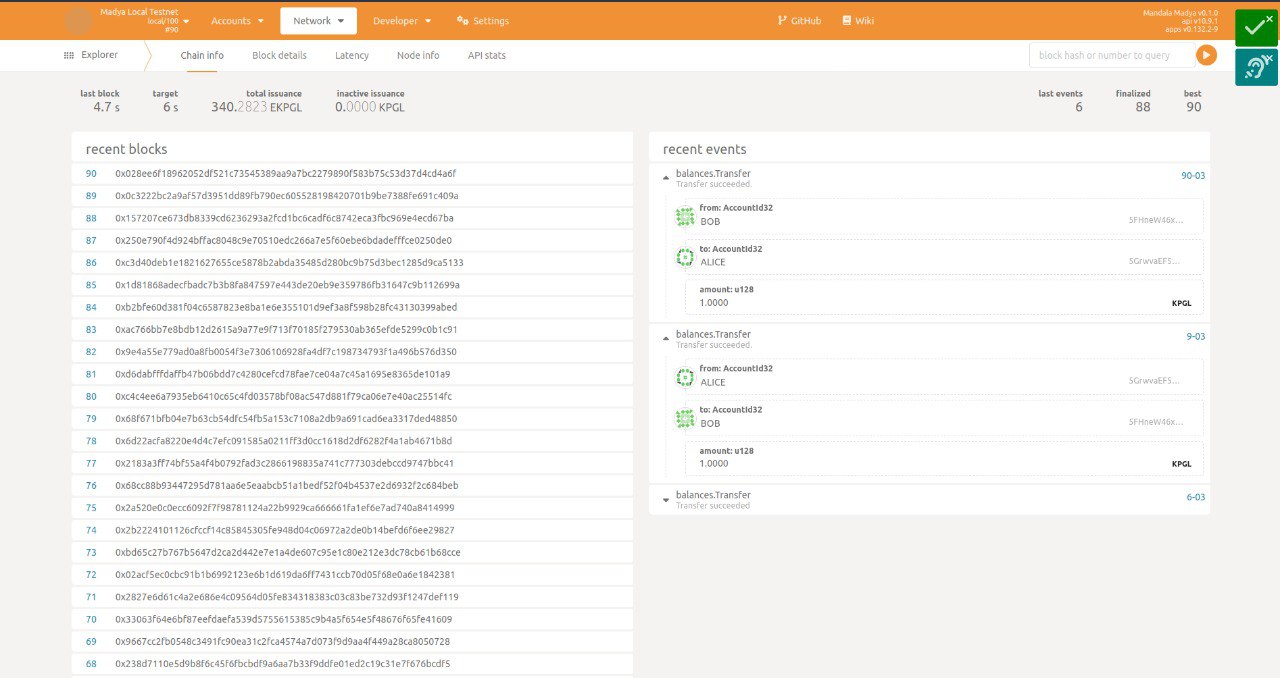 Madya Local Testnet
local/100
#90
Accounts
Network
Developer
Settings
GitHub
Wiki
Mandala Madya v0.1.0
api v10.9.1
apps v0.132.2-9
Explorer
Chain info
Block details
Latency
Node info
API stats
block hash or number to query
last block
4.7 s
target
6 s
total issuance
340.2823 EKPGL
inactive issuance
0.0000 KPGL
last events
6
finalized
88
best
90
recent blocks
90 0x028ee6f18962052df521c73545389aa9a7bc2279890f583b75c53d37d4cd4a6f
89 0x0c3222bc2a9af57d3951dd89fb790ec605528198420701b9be7388fe691c409a
88 0x157207ce673db8339cd6236293a2fcd1bc6cadf6c8742eca3fbc969e4ecd67ba
87 0x250e790f4d924bffac8048c9e70510edc266a7e5f60ebe6bdadefffce0250de0
86 0xc3d40deb1e1821627655ce5878b2abda35485d280bc9b75d3bec1285d9ca5133
85 0x1d81868adecfbadc7b3b8fa847597e443de20eb9e359786fb31647c9b112699a
84 0xb2bfe60d381f04c6587823e8ba1e6e355101d9ef3a8f598b28fc43130399abed
83 0xac766bb7e8bdb12d2615a9a77e9f713f70185f279530ab365efde5299c0b1c91
82 0x9e4a55e779ad0a8fb0054f3e7306106928fa4df7c198734793f1a496b576d350
81 0xd6dabfffdaffb47b06bdd7c4280cefcd78fae7ce04a7c45a1695e8365de101a9
80 0xc4c4ee6a7935eb6410c65c4fd03578bf08ac547d881f79ca06e7e40ac25514fc
79 0x68f671bfb04e7b63cb54dfc54fb5a153c7108a2db9a691cad6ea3317ded48850
78 0x6d22acfa8220e4d4c7efc091585a0211ff3d0cc1618d2df6282f4a1ab4671b8d
77 0x2183a3ff74bf55a4f4b0792fad3c2866198835a741c777303debccd9747bbc41
76 0x68cc88b93447295d781aa6e5eaabcb51a1bedf52f04b4537e2d6932f2c684beb
75 0x2a520e0c0ecc6092f7f98781124a22b9929ca666661fa1ef6e7ad740a8414999
74 0x2b2224101126cfccf14c85845305fe948d04c06972a2de0b14befd6f6ee29827
73 0xbd65c27b767b5647d2ca2d442e7e1a4de607c95e1c80e212e3dc78cb61b68cce
72 0x02acf5ec0cbc91b1b6992123e6b1d619da6ff7431ccb70d05f68e0a6e1842381
71 0x2827e6d61c4a2e686e4c09564d05fe834318383c03c83be732d93f1247def119
70 0x33063f64e6bf87eefdaefa539d5755615385c9b4a5f654e5f48676f65fe41609
69 0x9667cc2fb0548c3491fc90ea31c2fca4574a7d073f9d9aa4f449a28ca8050728
68 0x238d7110e5d9b8f6c45f6fbcbdf9a6aa7b33f9ddfe01ed2c19c31e7f676bcdf5
recent events
balances.Transfer 90-03
Transfer succeeded.
from: AccountId32
BOB 5FHneW46x...
to: AccountId32
ALICE 5GrwvaEF5...
amount: u128
1.0000 KPGL
balances.Transfer 9-03
Transfer succeeded.
from: AccountId32
ALICE 5GrwvaEF5...
to: AccountId32
BOB 5FHneW46x...
amount: u128
1.0000 KPGL
balances.Transfer 6-03
Transfer succeeded